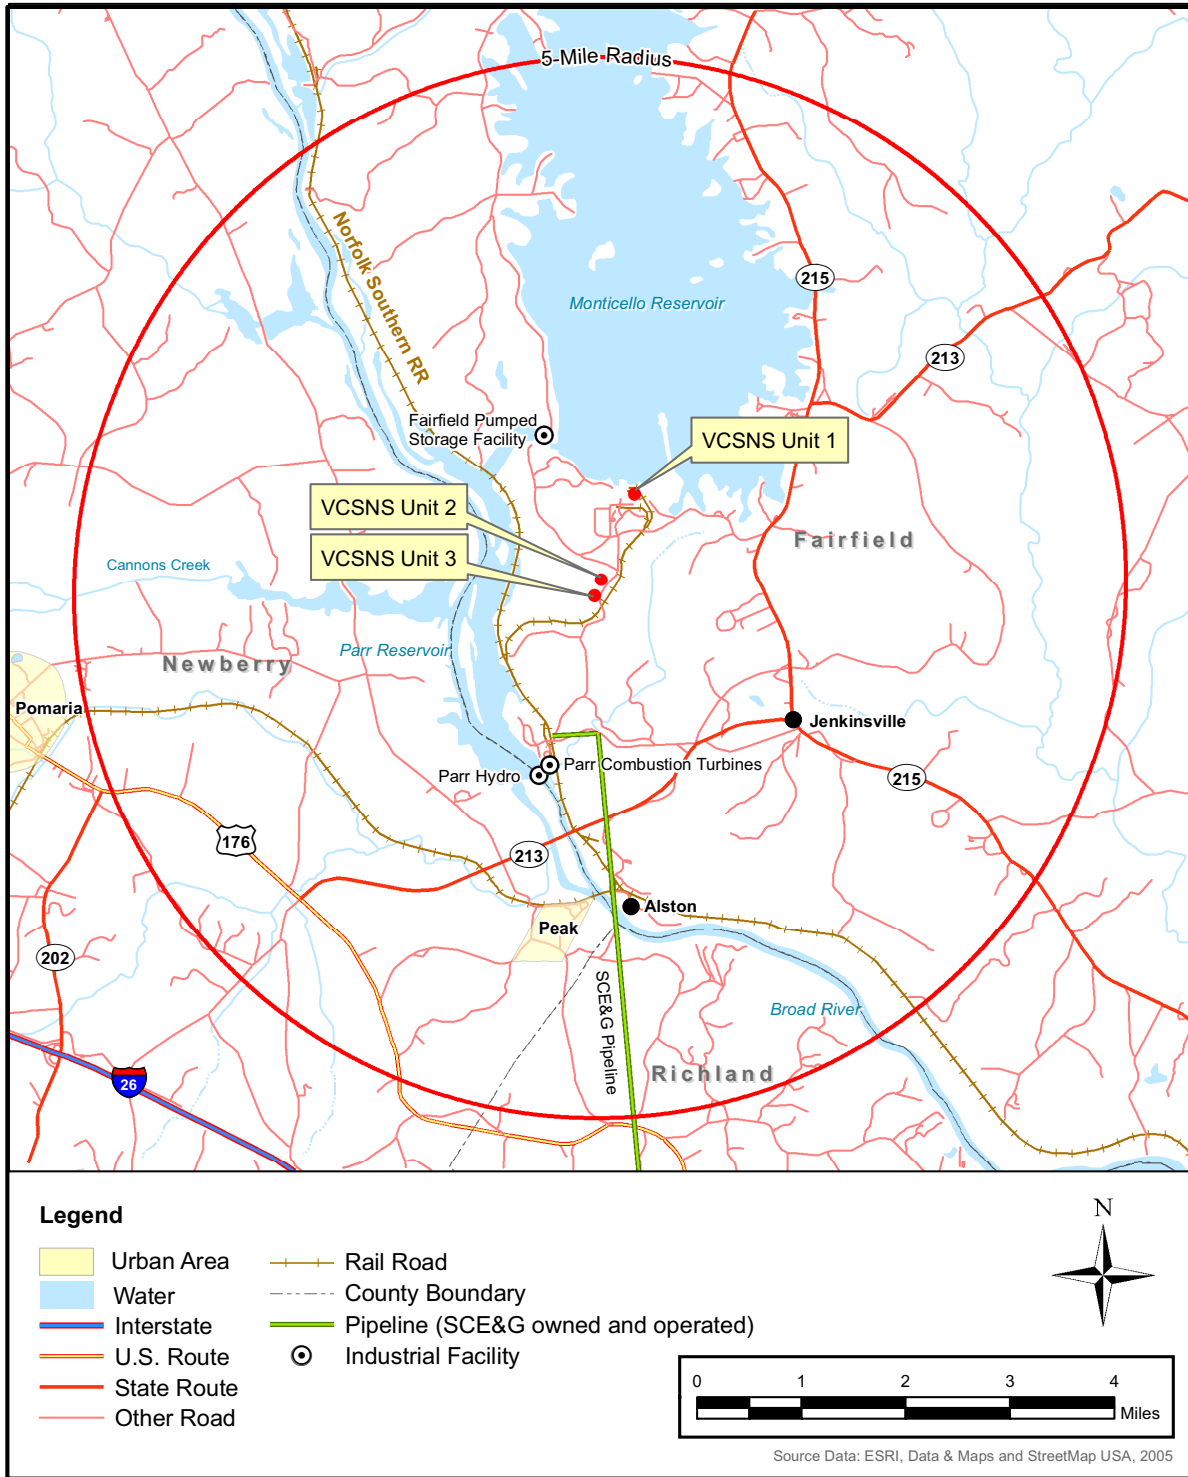 5-Mile Radius
Norfolk Southern RR
215
Monticello Reservoir
213
Fairfield Pumped
Storage Facility
VCSNS Unit 1
VCSNS Unit 2
VCSNS Unit 3
Fairfield
Cannons Creek
Parr Reservoir
Newberry
Pomaria
Jenkinsville
Parr Combustion Turbines
Parr Hydro
215
176
213
Alston
Peak
202
SCE&G Pipeline
Broad River
Richland
26
Legend
Urban Area
Water
Interstate
U.S. Route
State Route
Other Road
Rail Road
County Boundary
Pipeline (SCE&G owned and operated)
Industrial Facility
N
0 1 2 3 4
Miles
Source Data: ESRI, Data & Maps and StreetMap USA, 2005